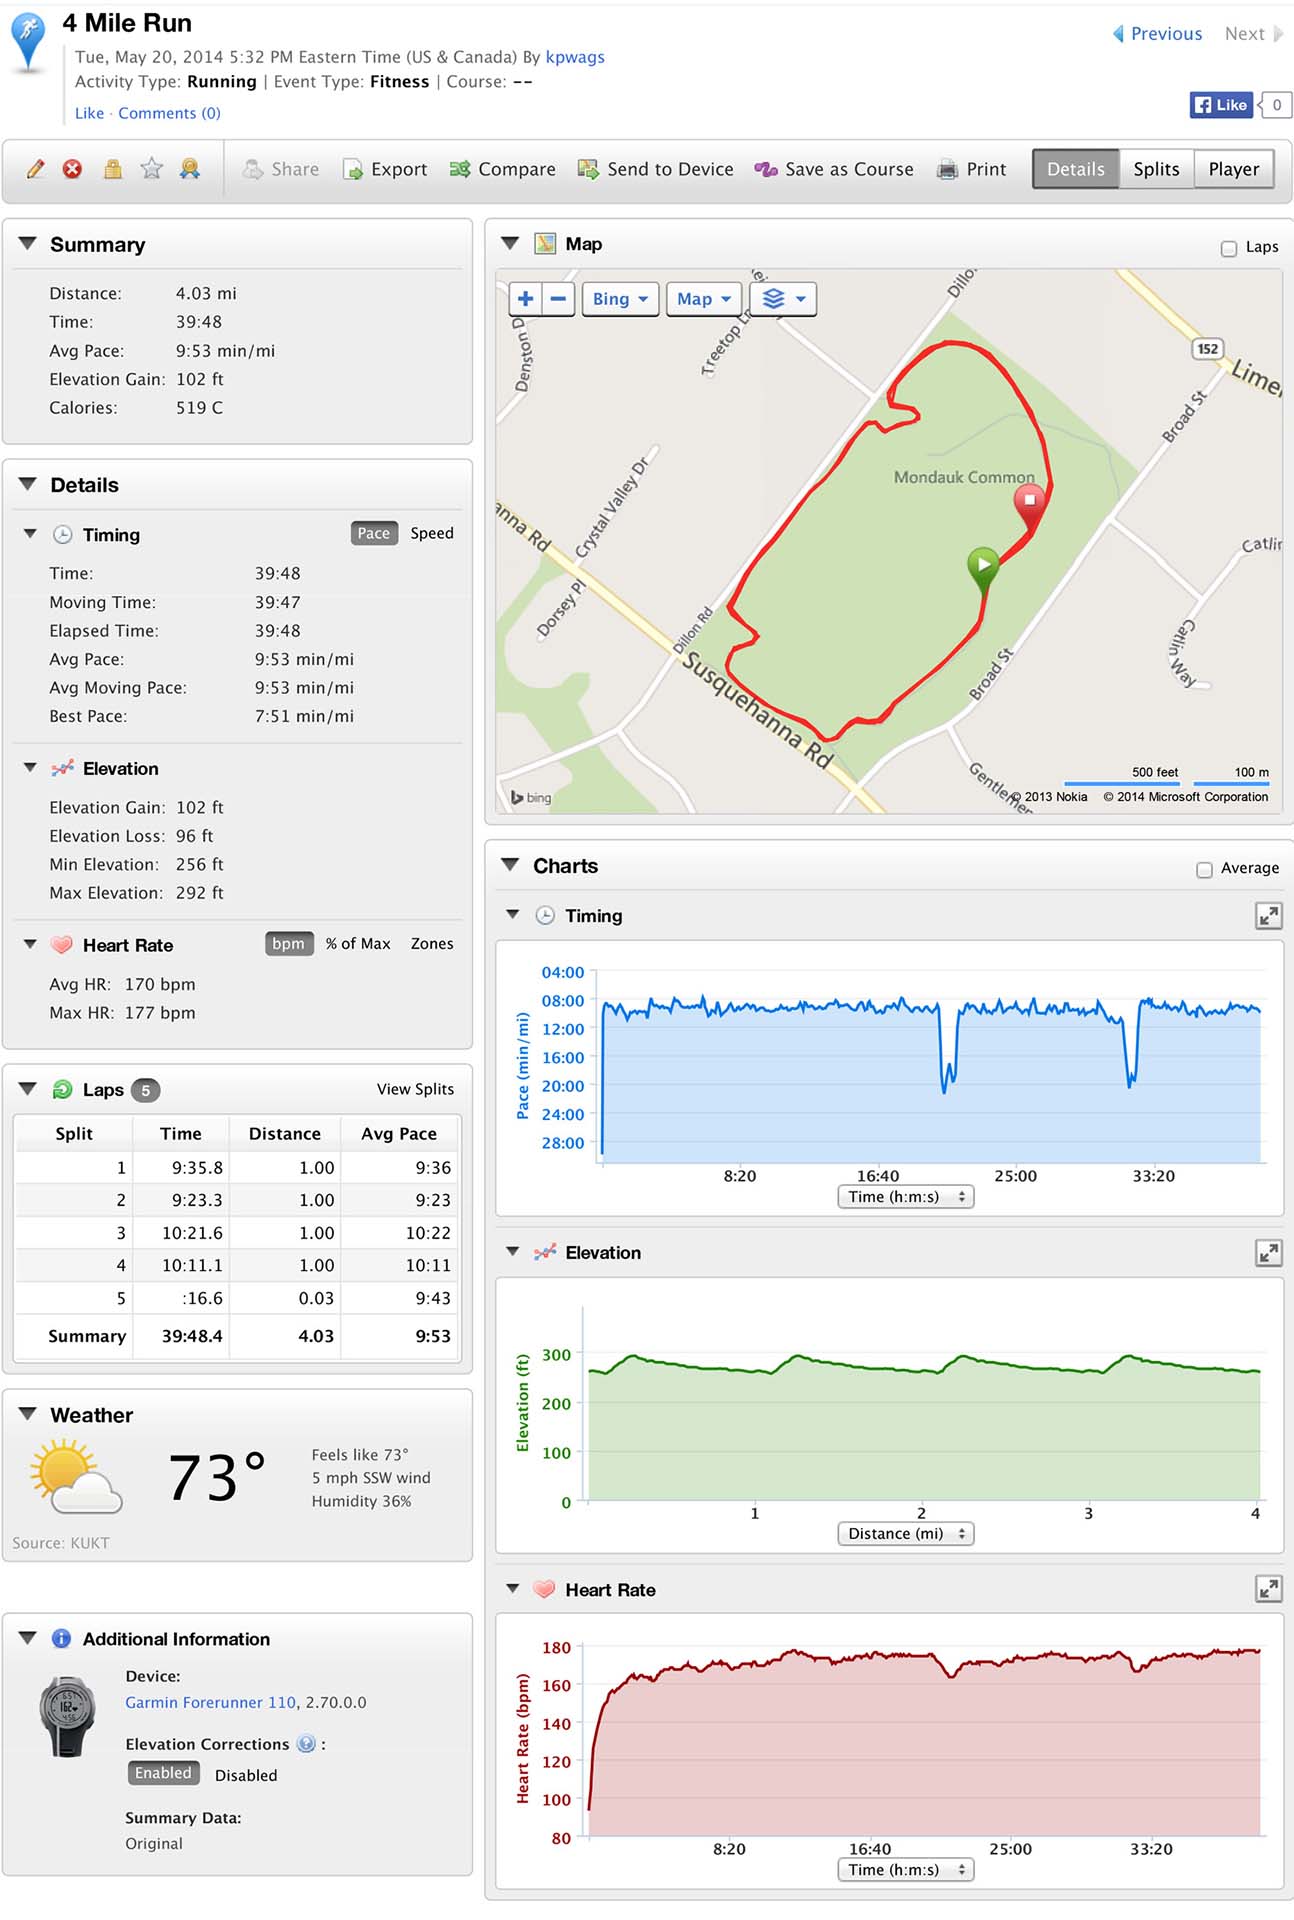 4 Mile Run
Previous Next
Tue, May 20, 2014 5:32 PM Eastern Time (US & Canada) By kpwags
Activity Type: Running | Event Type: Fitness | Course: --
Like · Comments (0)
Like 0
Share Export Compare Send to Device Save as Course Print Details Splits Player
Summary
Distance: 4.03 mi
Time: 39:48
Avg Pace: 9:53 min/mi
Elevation Gain: 102 ft
Calories: 519 C
Details
Timing Pace Speed
Time: 39:48
Moving Time: 39:47
Elapsed Time: 39:48
Avg Pace: 9:53 min/mi
Avg Moving Pace: 9:53 min/mi
Best Pace: 7:51 min/mi
Elevation
Elevation Gain: 102 ft
Elevation Loss: 96 ft
Min Elevation: 256 ft
Max Elevation: 292 ft
Heart Rate bpm % of Max Zones
Avg HR: 170 bpm
Max HR: 177 bpm
Laps 5 View Splits
Split Time Distance Avg Pace
1 9:35.8 1.00 9:36
2 9:23.3 1.00 9:23
3 10:21.6 1.00 10:22
4 10:11.1 1.00 10:11
5 :16.6 0.03 9:43
Summary 39:48.4 4.03 9:53
Weather
73°
Feels like 73°
5 mph SSW wind
Humidity 36%
Source: KUKT
Additional Information
Device:
Garmin Forerunner 110, 2.70.0.0
Elevation Corrections ? :
Enabled Disabled
Summary Data:
Original
Map Laps
+ − Bing Map
Denston D
Treetop Ln
Dillo
152
Lime
Broad St
Crystal Valley Dr
Mondauk Common
anna Rd
Dorsey Pl
Dillon Rd
Catlin
Catlin Way
Susquehanna Rd
Broad St
Gentlemen
500 feet 100 m
bing
© 2013 Nokia © 2014 Microsoft Corporation
Charts Average
Timing
Pace (min/mi)
04:00
08:00
12:00
16:00
20:00
24:00
28:00
8:20 16:40 25:00 33:20
Time (h:m:s)
Elevation
Elevation (ft)
300
200
100
0
1 2 3 4
Distance (mi)
Heart Rate
Heart Rate (bpm)
180
160
140
120
100
80
8:20 16:40 25:00 33:20
Time (h:m:s)